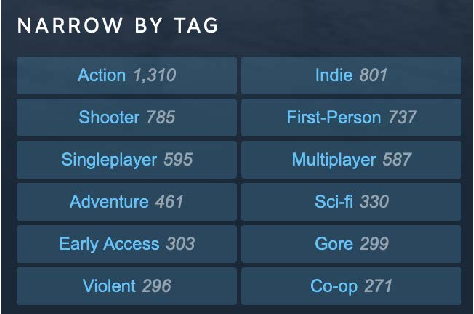 NARROW BY TAG
Action 1,310
Indie 801
Shooter 785
First-Person 737
Singleplayer 595
Multiplayer 587
Adventure 461
Sci-fi 330
Early Access 303
Gore 299
Violent 296
Co-op 271